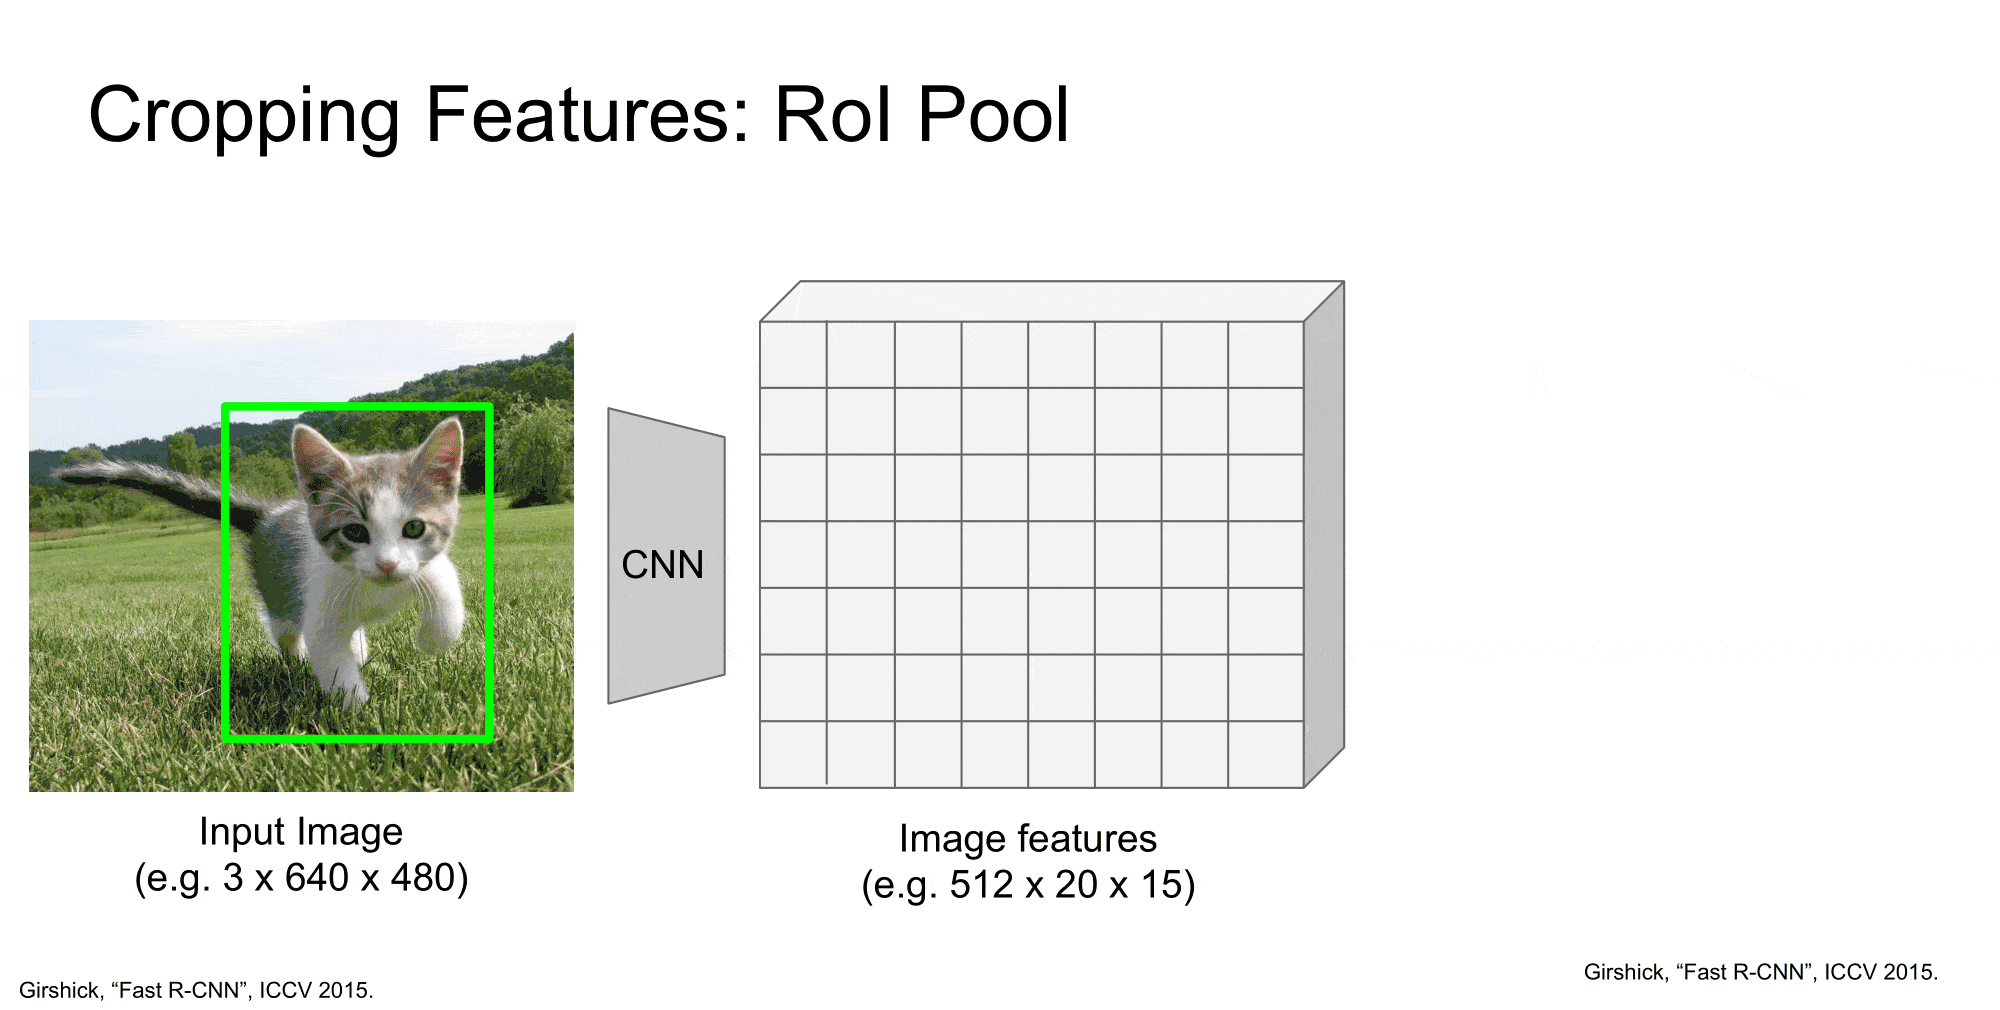 Cropping Features: RoI Pool
CNN
Input Image
(e.g. 3 x 640 x 480)
Image features
(e.g. 512 x 20 x 15)
Girshick, “Fast R-CNN”, ICCV 2015.
Girshick, “Fast R-CNN”, ICCV 2015.